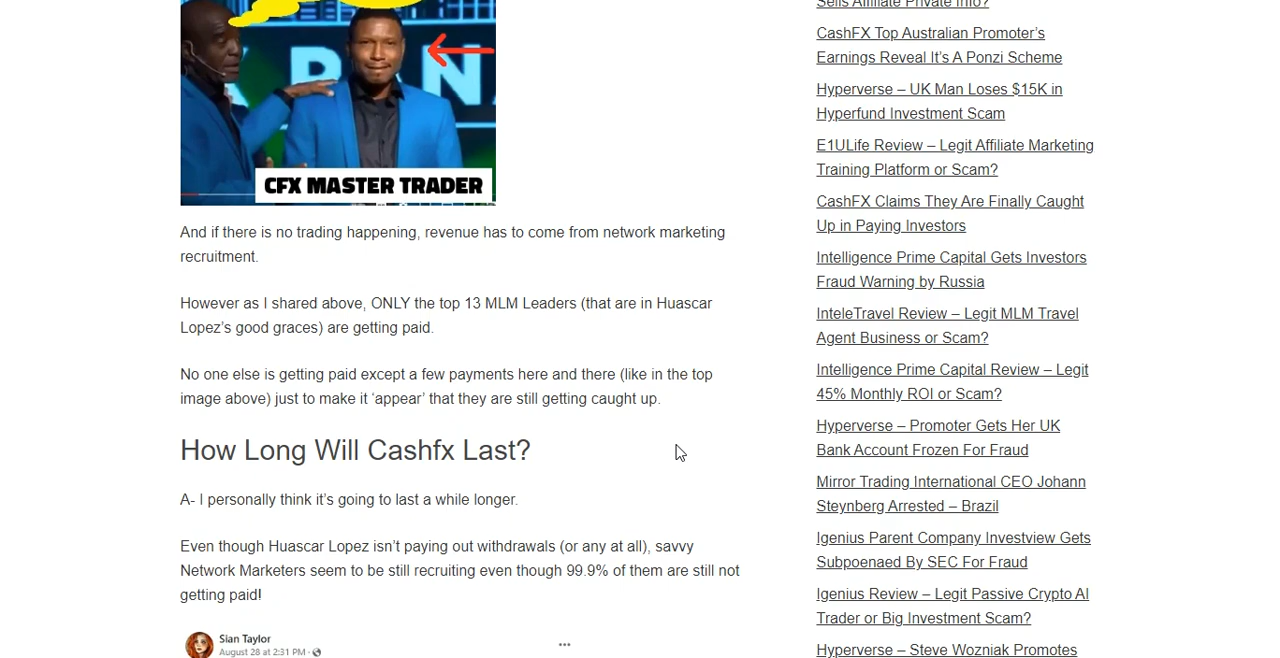 CFX MASTER TRADER
And if there is no trading happening, revenue has to come from network marketing
recruitment.
However as I shared above, ONLY the top 13 MLM Leaders (that are in Huascar
Lopez’s good graces) are getting paid.
No one else is getting paid except a few payments here and there (like in the top
image above) just to make it ‘appear’ that they are still getting caught up.
How Long Will Cashfx Last?
A- I personally think it’s going to last a while longer.
Even though Huascar Lopez isn’t paying out withdrawals (or any at all), savvy
Network Marketers seem to be still recruiting even though 99.9% of them are still not
getting paid!
Sian Taylor
August 28 at 2:31 PM ·
Sells Affiliate Private Info?
CashFX Top Australian Promoter’s
Earnings Reveal It’s A Ponzi Scheme
Hyperverse – UK Man Loses $15K in
Hyperfund Investment Scam
E1ULife Review – Legit Affiliate Marketing
Training Platform or Scam?
CashFX Claims They Are Finally Caught
Up in Paying Investors
Intelligence Prime Capital Gets Investors
Fraud Warning by Russia
InteleTravel Review – Legit MLM Travel
Agent Business or Scam?
Intelligence Prime Capital Review – Legit
45% Monthly ROI or Scam?
Hyperverse – Promoter Gets Her UK
Bank Account Frozen For Fraud
Mirror Trading International CEO Johann
Steynberg Arrested – Brazil
Igenius Parent Company Investview Gets
Subpoenaed By SEC For Fraud
Igenius Review – Legit Passive Crypto AI
Trader or Big Investment Scam?
Hyperverse – Steve Wozniak Promotes